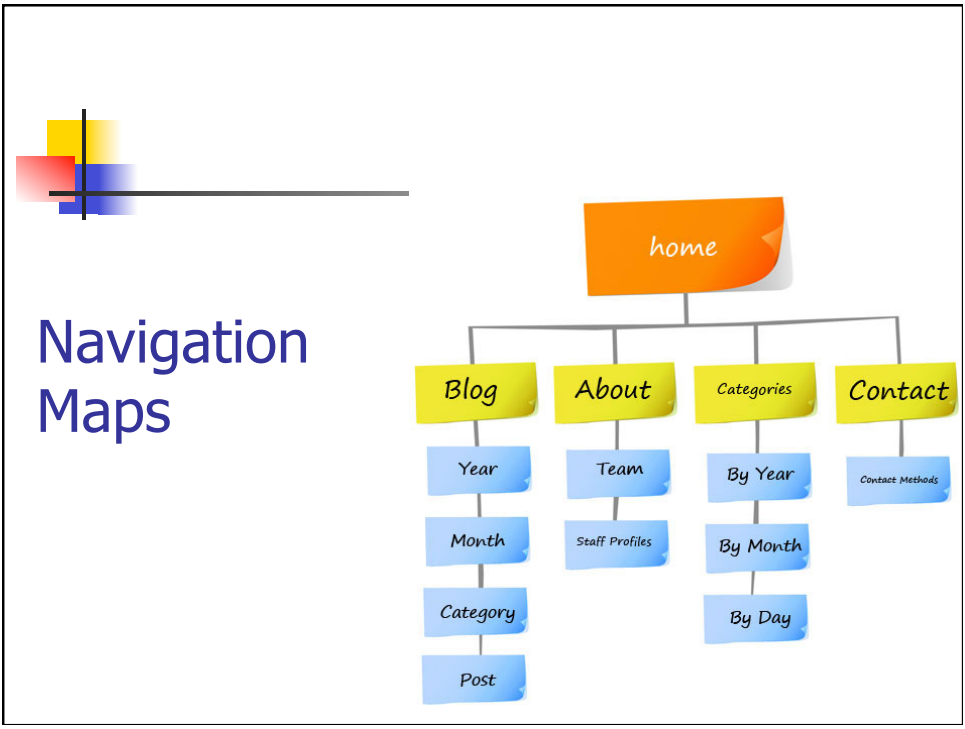 Navigation
Maps
home
Blog
About
Categories
Contact
Year
Team
By Year
Contact Methods
Month
Staff Profiles
By Month
Category
By Day
Post